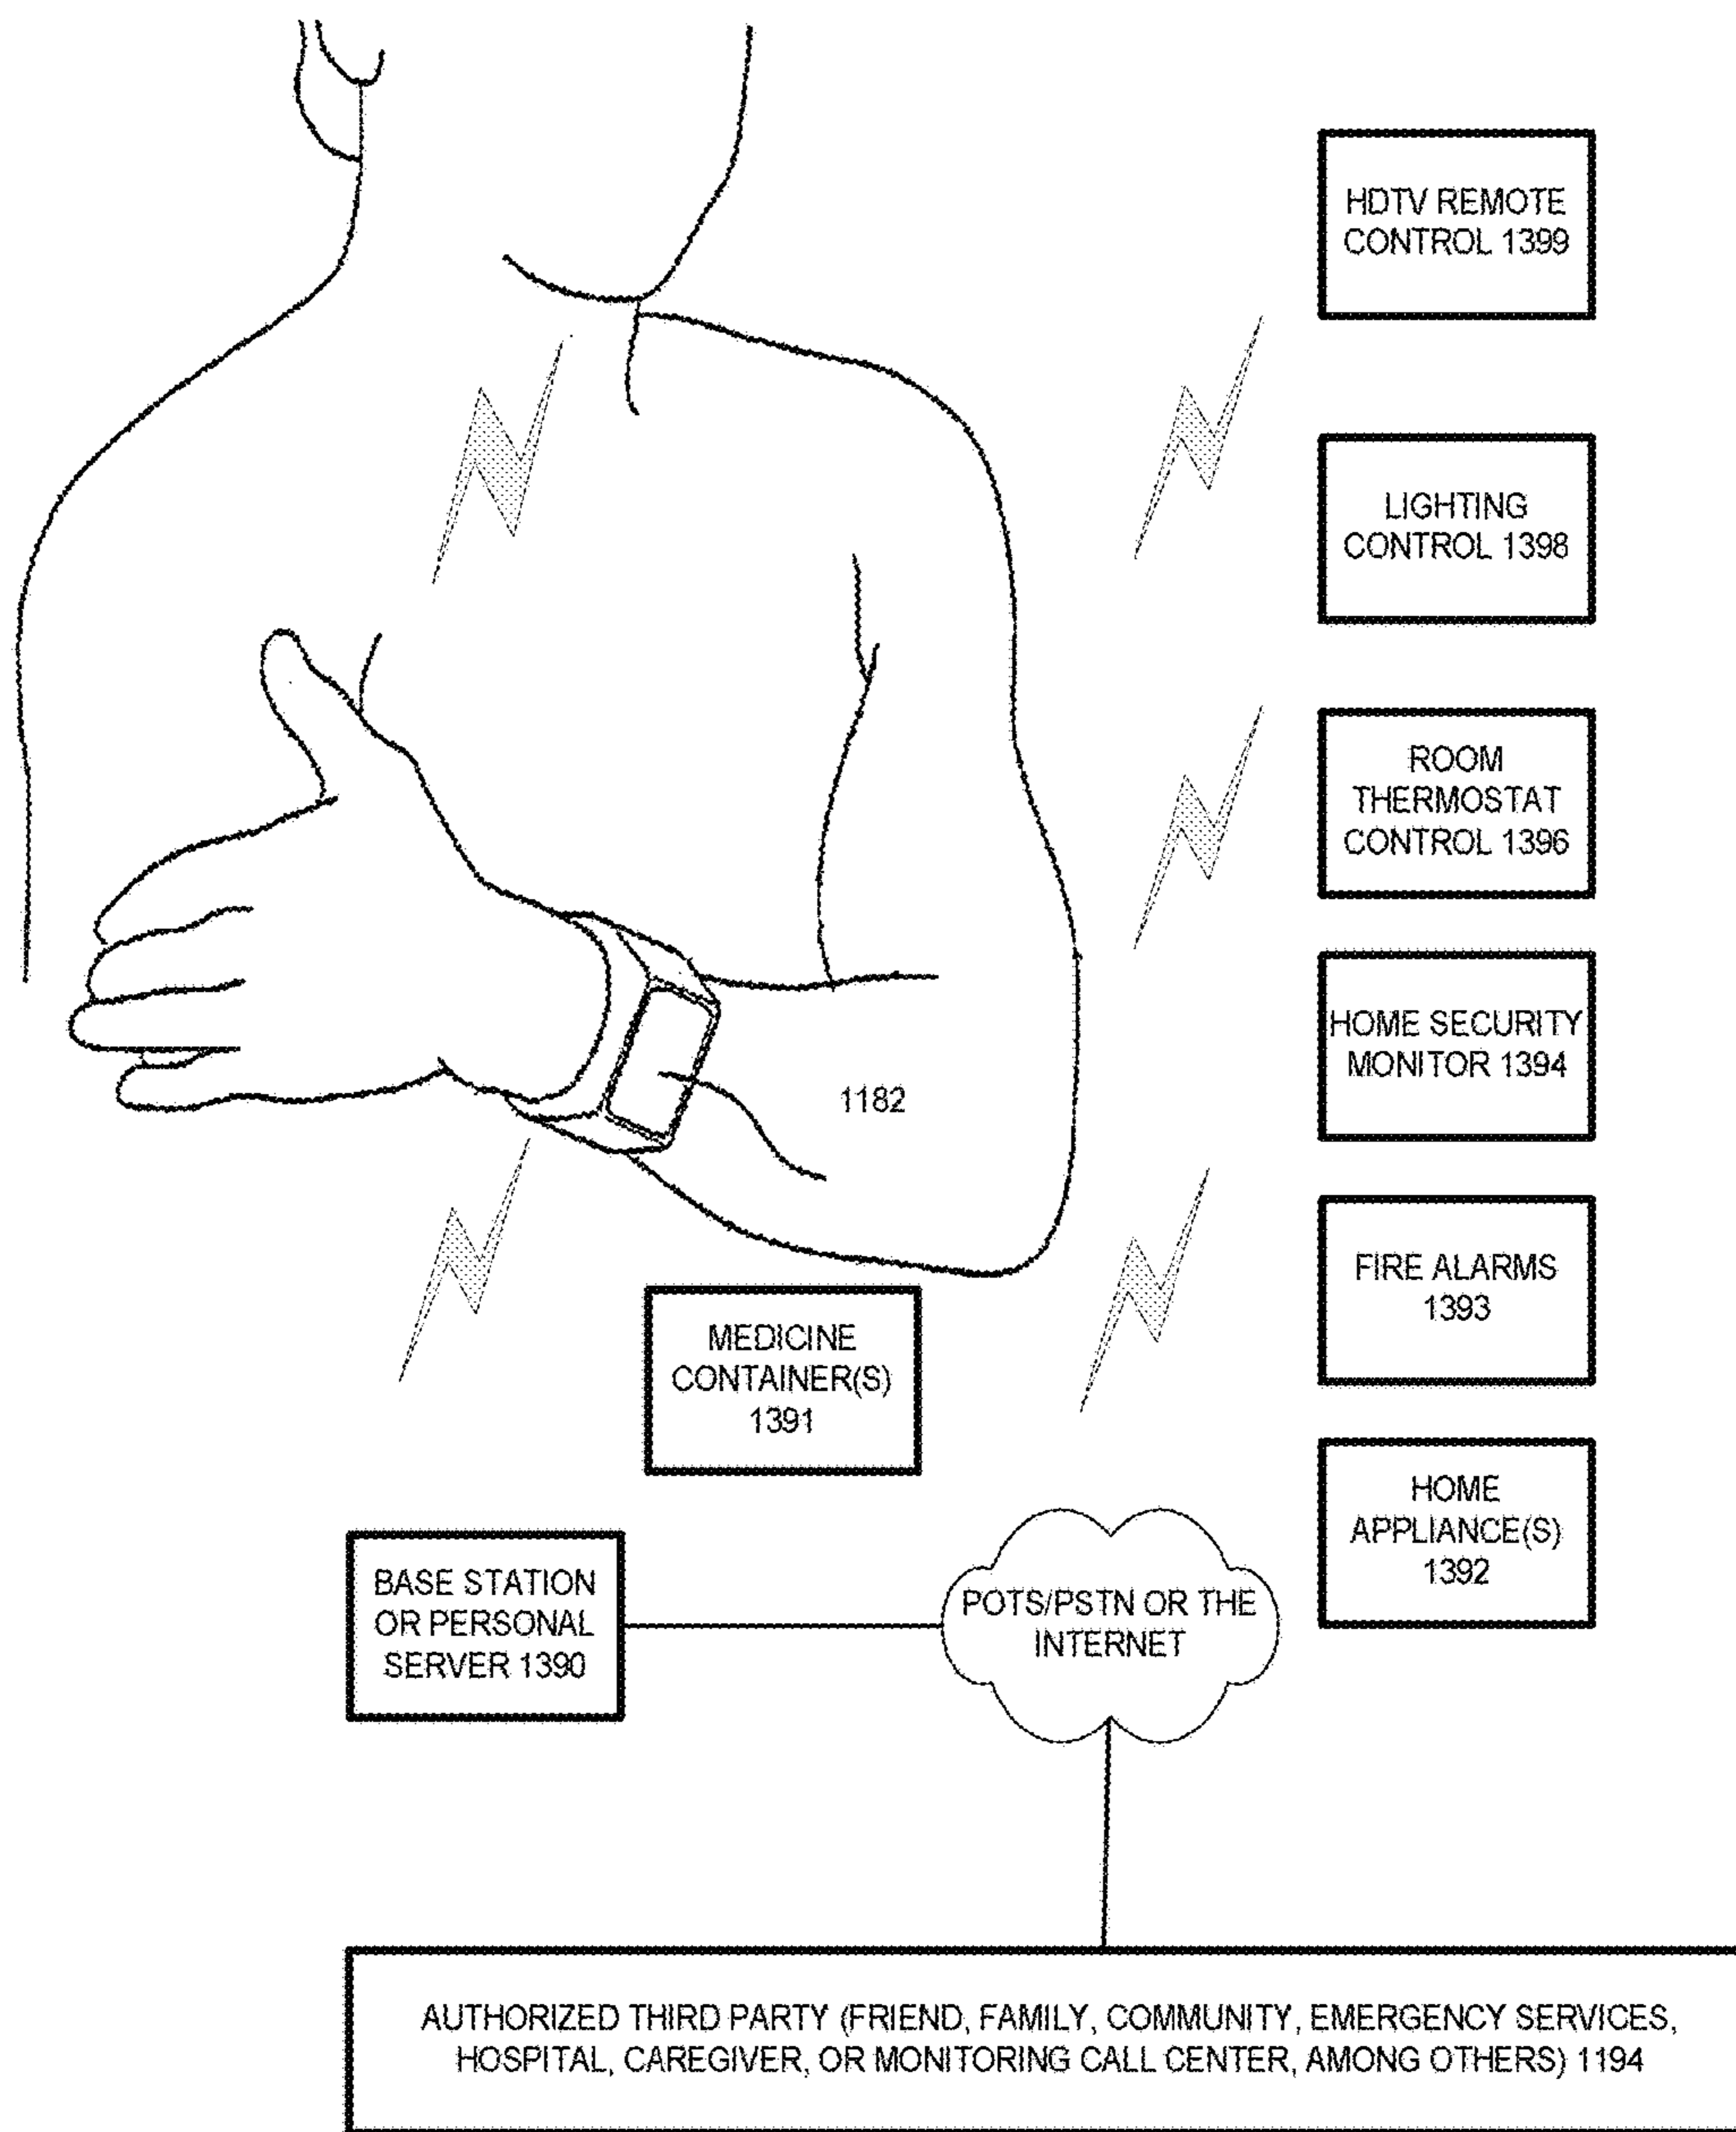 HDTV REMOTE
CONTROL 1399
LIGHTING
CONTROL 1398
ROOM
THERMOSTAT
CONTROL 1396
HOME SECURITY
MONITOR 1394
1182
FIRE ALARMS
1393
MEDICINE
CONTAINER(S)
1391
HOME
APPLIANCE(S)
1392
BASE STATION
OR PERSONAL
SERVER 1390
POTS/PSTN OR THE
INTERNET
AUTHORIZED THIRD PARTY (FRIEND, FAMILY, COMMUNITY, EMERGENCY SERVICES,
HOSPITAL, CAREGIVER, OR MONITORING CALL CENTER, AMONG OTHERS) 1194